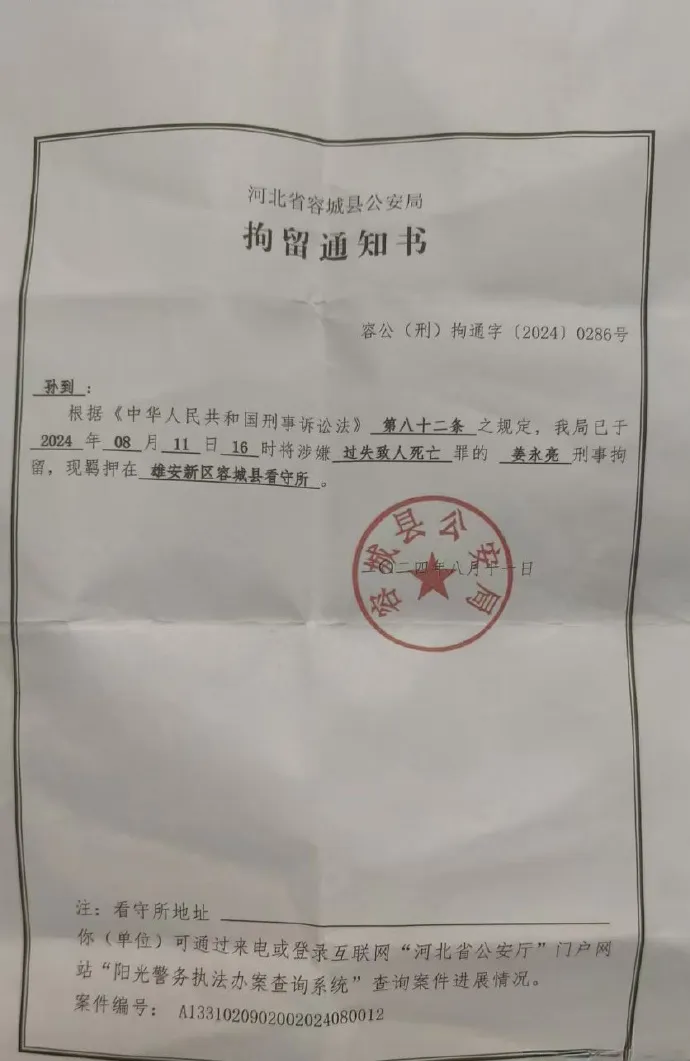 河北省容城县公安局
拘留通知书
容公（刑）拘通字〔2024〕0286号
孙到：
根据《中华人民共和国刑事诉讼法》第八十二条之规定，我局已于
2024年08月11日16时将涉嫌过失致人死亡罪的姜永亮刑事拘
留，现羁押在雄安新区容城县看守所。
容城县公安局
二〇二四年八月十一日
注：看守所地址
你（单位）可通过来电或登录互联网“河北省公安厅”门户网
站“阳光警务执法办案查询系统”查询案件进展情况。
案件编号：A1331020902002024080012